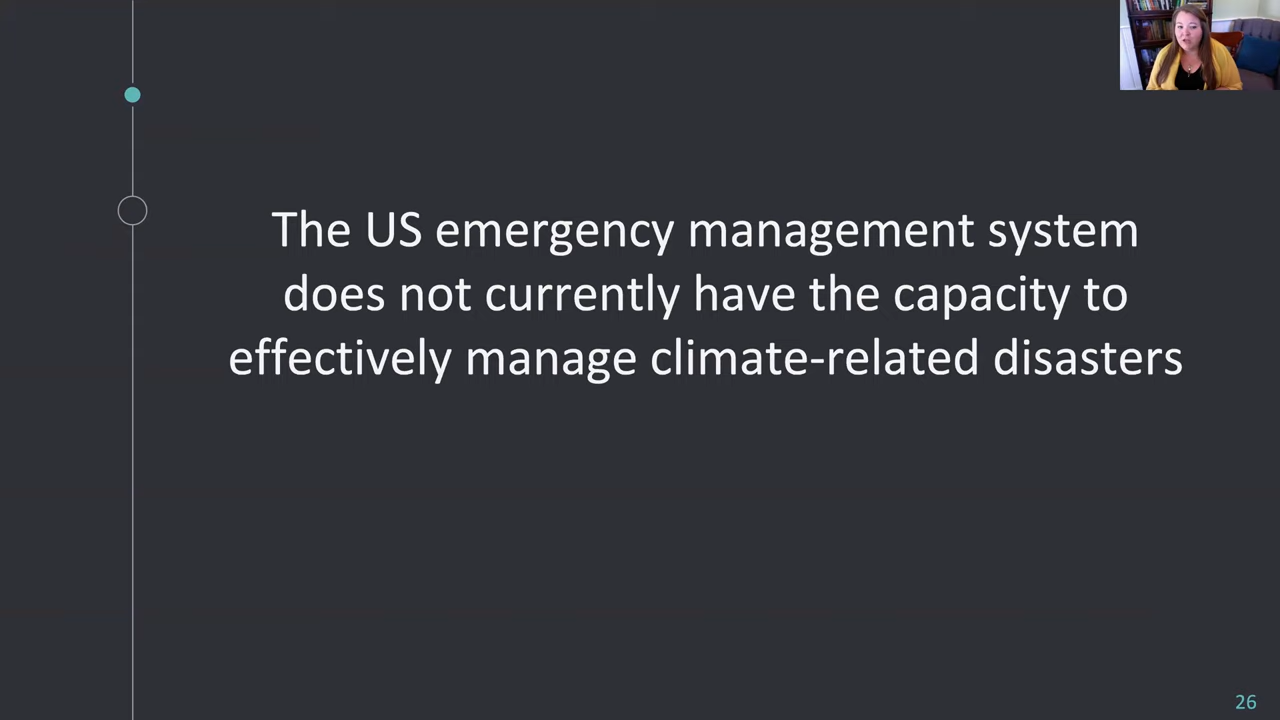 The US emergency management system
does not currently have the capacity to
effectively manage climate-related disasters
26